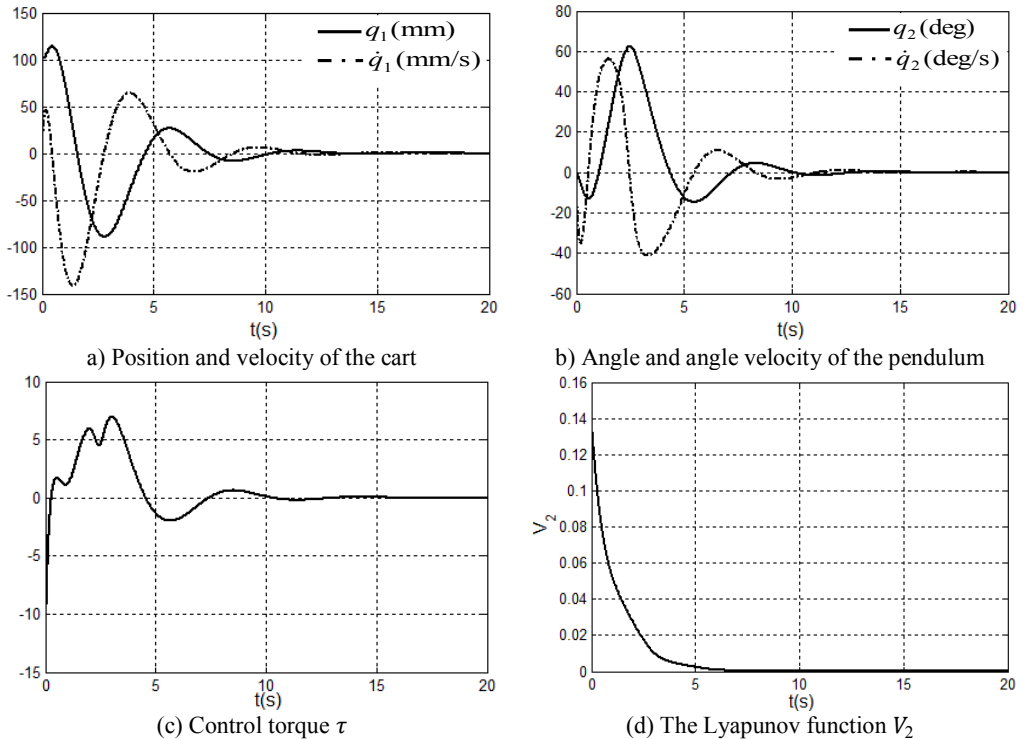 q₁(mm)
q̇₁(mm/s)
150
100
50
0
-50
-100
-150
0 5 10 15 20
t(s)
a) Position and velocity of the cart
q₂(deg)
q̇₂(deg/s)
80
60
40
20
0
-20
-40
-60
0 5 10 15 20
t(s)
b) Angle and angle velocity of the pendulum
10
5
0
-5
-10
-15
0 5 10 15 20
t(s)
(c) Control torque τ
0.16
0.14
0.12
0.1
0.08
0.06
0.04
0.02
0
V₂
0 5 10 15 20
t(s)
(d) The Lyapunov function V₂